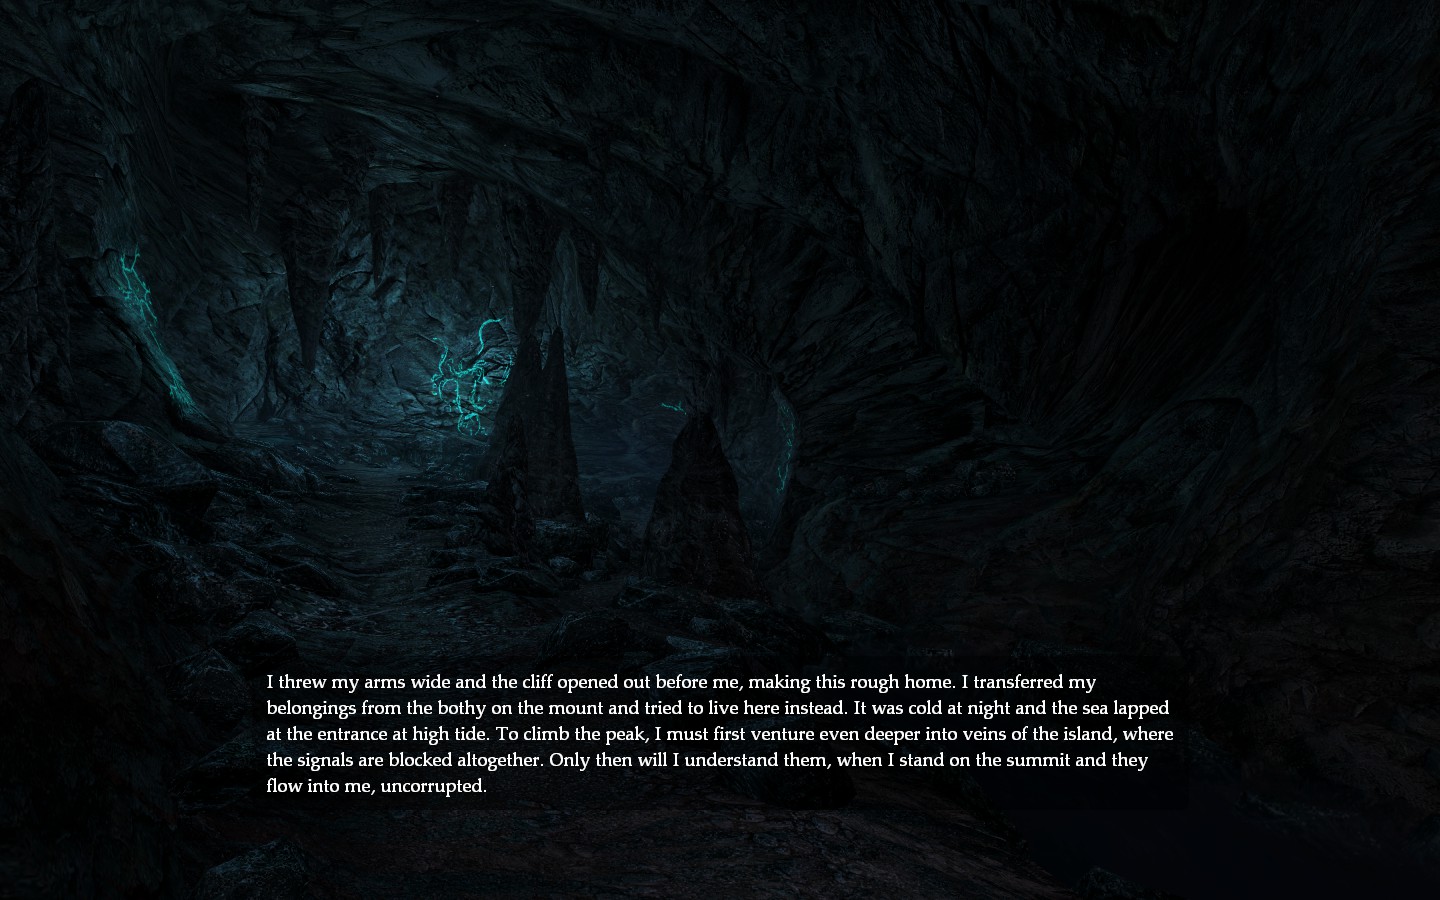 I threw my arms wide and the cliff opened out before me, making this rough home. I transferred my
belongings from the bothy on the mount and tried to live here instead. It was cold at night and the sea lapped
at the entrance at high tide. To climb the peak, I must first venture even deeper into veins of the island, where
the signals are blocked altogether. Only then will I understand them, when I stand on the summit and they
flow into me, uncorrupted.